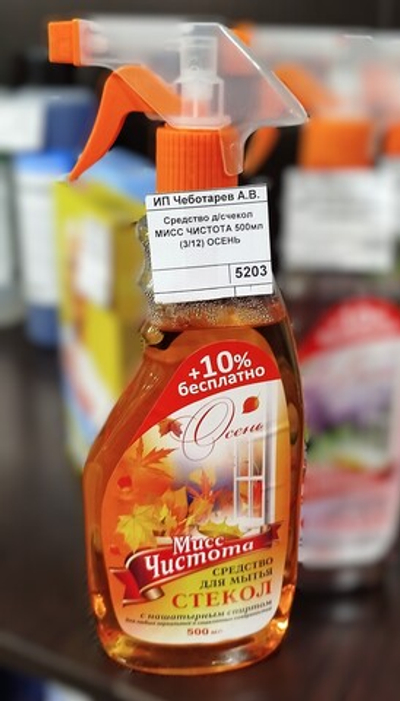 ИП Чеботарев А.В.
Средство д/счекол
МИСС ЧИСТОТА 500мл
(3/12) ОСЕНЬ
5203
+10%
бесплатно
Осень
Мисс
Чистота
СРЕДСТВО
ДЛЯ МЫТЬЯ
СТЕКОЛ
с нашатырным спиртом
500 мл